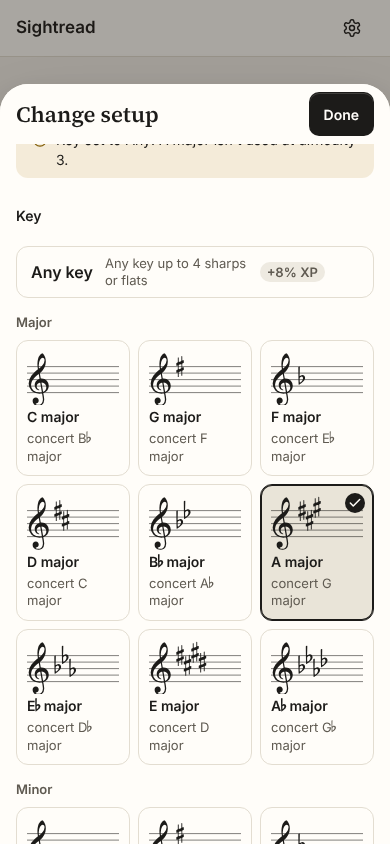 Sightread
Change setup
Done
3.
Key
Any key
Any key up to 4 sharps
or flats
+8% XP
Major
C major
concert B♭
major
G major
concert F
major
F major
concert E♭
major
D major
concert C
major
B♭ major
concert A♭
major
A major
concert G
major
E♭ major
concert D♭
major
E major
concert D
major
A♭ major
concert G♭
major
Minor